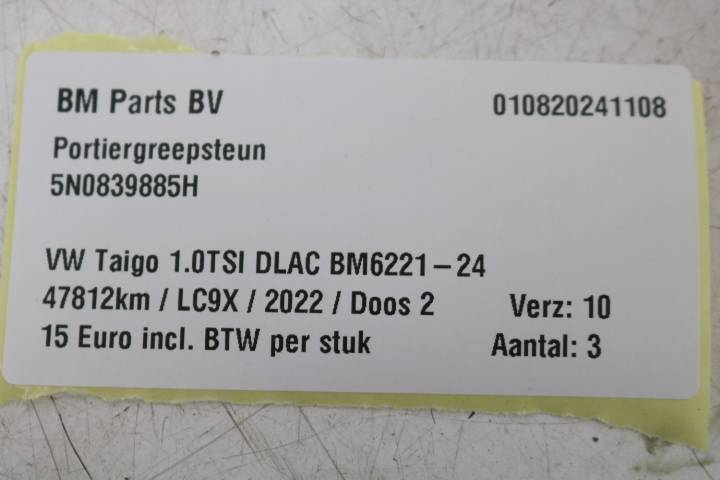 BM Parts BV 010820241108
Portiergreepsteun
5N0839885H
VW Taigo 1.0TSI DLAC BM6221-24
47812km / LC9X / 2022 / Doos 2 Verz: 10
15 Euro incl. BTW per stuk Aantal: 3